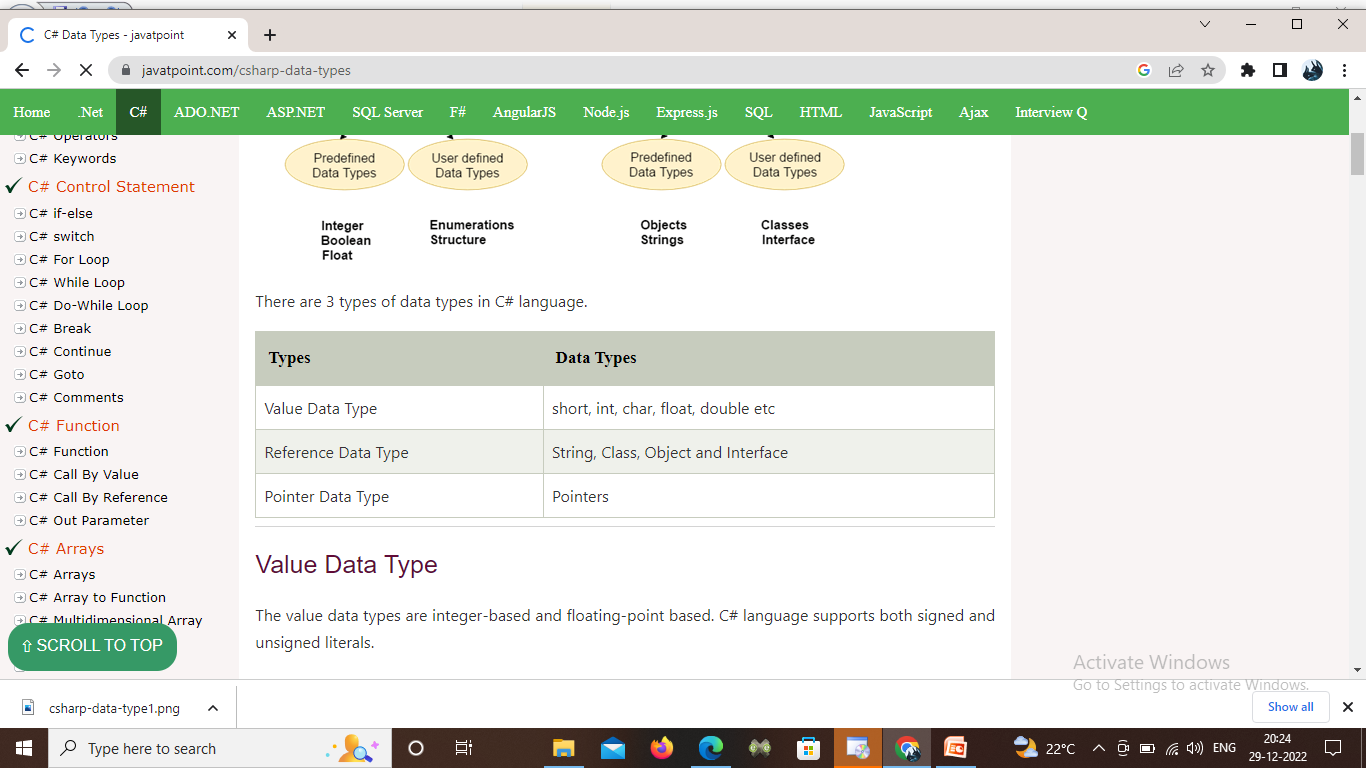 C# Data Types - javatpoint
javatpoint.com/csharp-data-types
Home .Net C# ADO.NET ASP.NET SQL Server F# AngularJS Node.js Express.js SQL HTML JavaScript Ajax Interview Q
C# Operators
C# Keywords
C# Control Statement
C# if-else
C# switch
C# For Loop
C# While Loop
C# Do-While Loop
C# Break
C# Continue
C# Goto
C# Comments
C# Function
C# Function
C# Call By Value
C# Call By Reference
C# Out Parameter
C# Arrays
C# Arrays
C# Array to Function
C# Multidimensional Array
⇧ SCROLL TO TOP
Predefined User defined Predefined User defined
Data Types Data Types Data Types Data Types
Integer Enumerations Objects Classes
Boolean Structure Strings Interface
Float
There are 3 types of data types in C# language.
Types Data Types
Value Data Type short, int, char, float, double etc
Reference Data Type String, Class, Object and Interface
Pointer Data Type Pointers
Value Data Type
The value data types are integer-based and floating-point based. C# language supports both signed and
unsigned literals.
Activate Windows
Go to Settings to activate Windows.
csharp-data-type1.png
Show all
Type here to search
22°C
ENG
20:24
29-12-2022